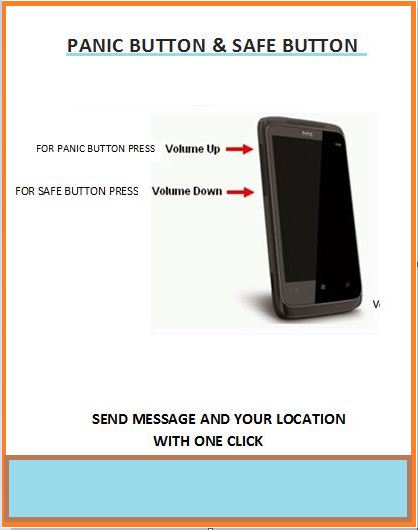 PANIC BUTTON & SAFE BUTTON
FOR PANIC BUTTON PRESS Volume Up
FOR SAFE BUTTON PRESS Volume Down
SEND MESSAGE AND YOUR LOCATION
WITH ONE CLICK